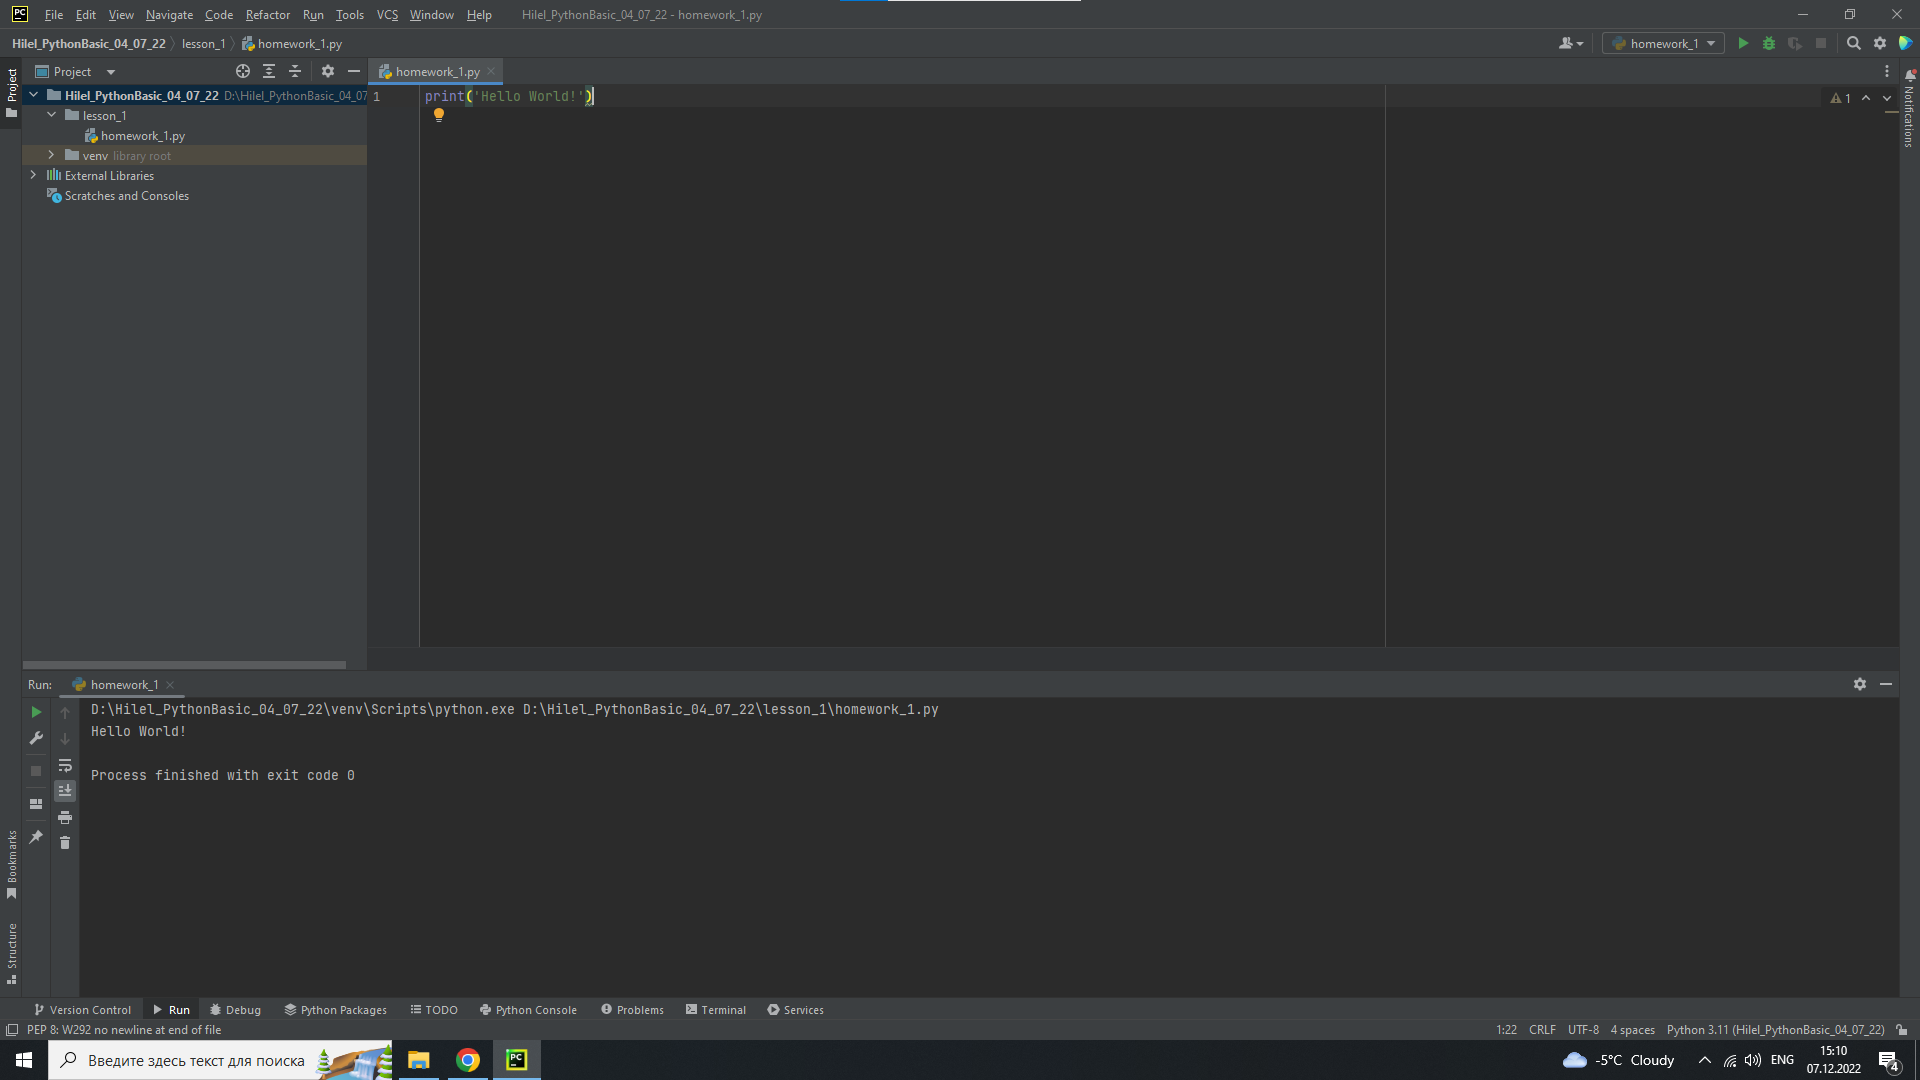 PC File Edit View Navigate Code Refactor Run Tools VCS Window Help Hilel_PythonBasic_04_07_22 - homework_1.py
Hilel_PythonBasic_04_07_22 lesson_1 homework_1.py homework_1
Project
Project homework_1.py
Hilel_PythonBasic_04_07_22 D:\Hilel_PythonBasic_04_07
lesson_1
homework_1.py
venv library root
External Libraries
Scratches and Consoles
1 print('Hello World!')
1
Notifications
Run: homework_1
D:\Hilel_PythonBasic_04_07_22\venv\Scripts\python.exe D:\Hilel_PythonBasic_04_07_22\lesson_1\homework_1.py
Hello World!
Process finished with exit code 0
Bookmarks
Structure
Version Control Run Debug Python Packages TODO Python Console Problems Terminal Services
PEP 8: W292 no newline at end of file 1:22 CRLF UTF-8 4 spaces Python 3.11 (Hilel_PythonBasic_04_07_22)
Введите здесь текст для поиска PC -5°C Cloudy ENG 15:10
07.12.2022 4